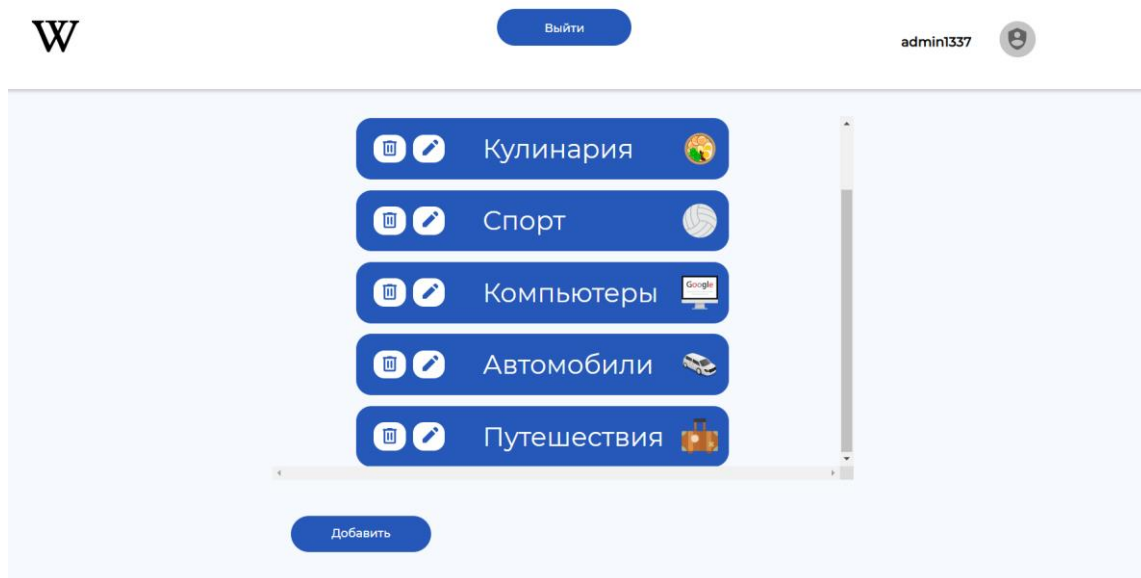 W
Выйти
admin1337
Кулинария
Спорт
Компьютеры
Google
Автомобили
Путешествия
Добавить